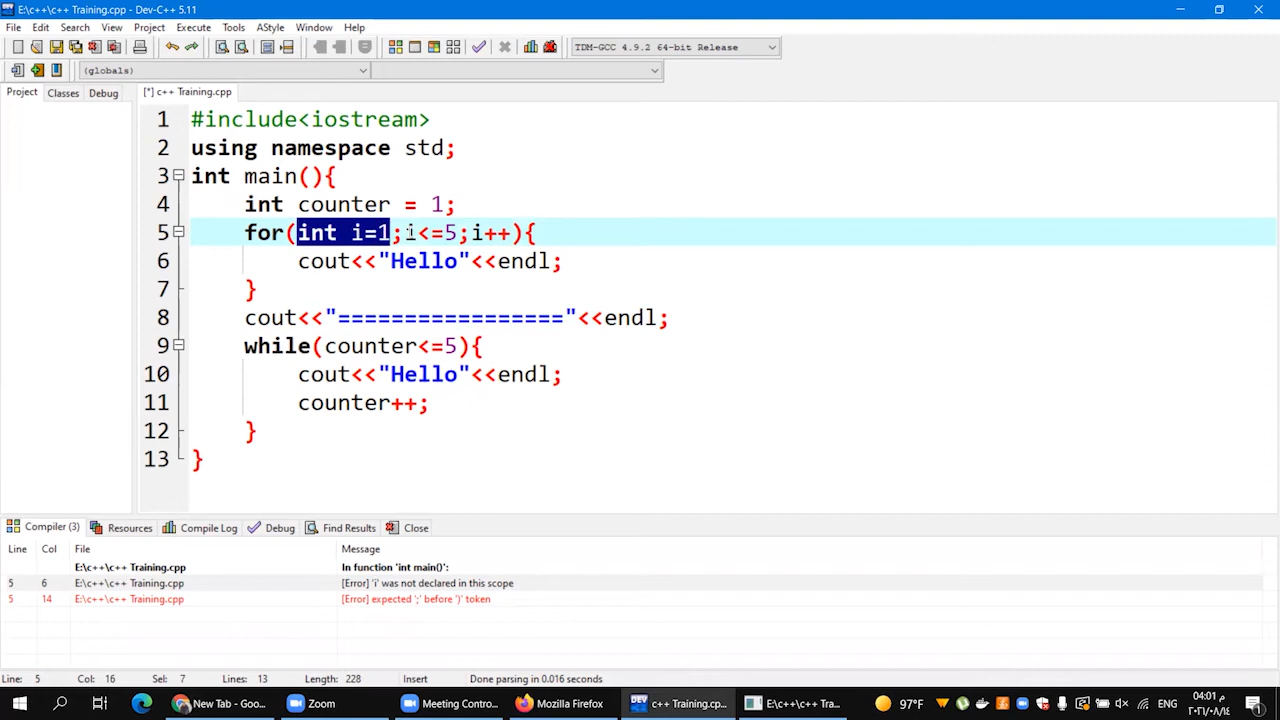 E:\c++\c++ Training.cpp - Dev-C++ 5.11
File Edit Search View Project Execute Tools AStyle Window Help
TDM-GCC 4.9.2 64-bit Release
(globals)
Project Classes Debug
[*] c++ Training.cpp
1 #include<iostream>
2 using namespace std;
3 int main(){
4 int counter = 1;
5 for(int i=1;i<=5;i++){
6 cout<<"Hello"<<endl;
7 }
8 cout<<"================="<<endl;
9 while(counter<=5){
10 cout<<"Hello"<<endl;
11 counter++;
12 }
13 }
Compiler (3) Resources Compile Log Debug Find Results Close
Line Col File Message
E:\c++\c++ Training.cpp In function 'int main()':
5 6 E:\c++\c++ Training.cpp [Error] 'i' was not declared in this scope
5 14 E:\c++\c++ Training.cpp [Error] expected ';' before ')' token
Line: 5 Col: 16 Sel: 7 Lines: 13 Length: 228 Insert Done parsing in 0.016 seconds
New Tab - Goo... Zoom Meeting Contro... Mozilla Firefox c++ Training.cp... E:\c++\c++ Tra... 97°F ENG 04:01